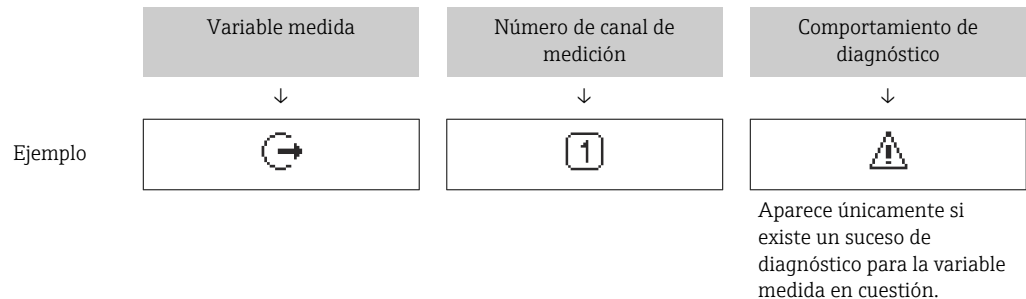 Variable medida
Número de canal de
medición
Comportamiento de
diagnóstico
↓ ↓ ↓
Ejemplo
1
Aparece únicamente si
existe un suceso de
diagnóstico para la variable
medida en cuestión.